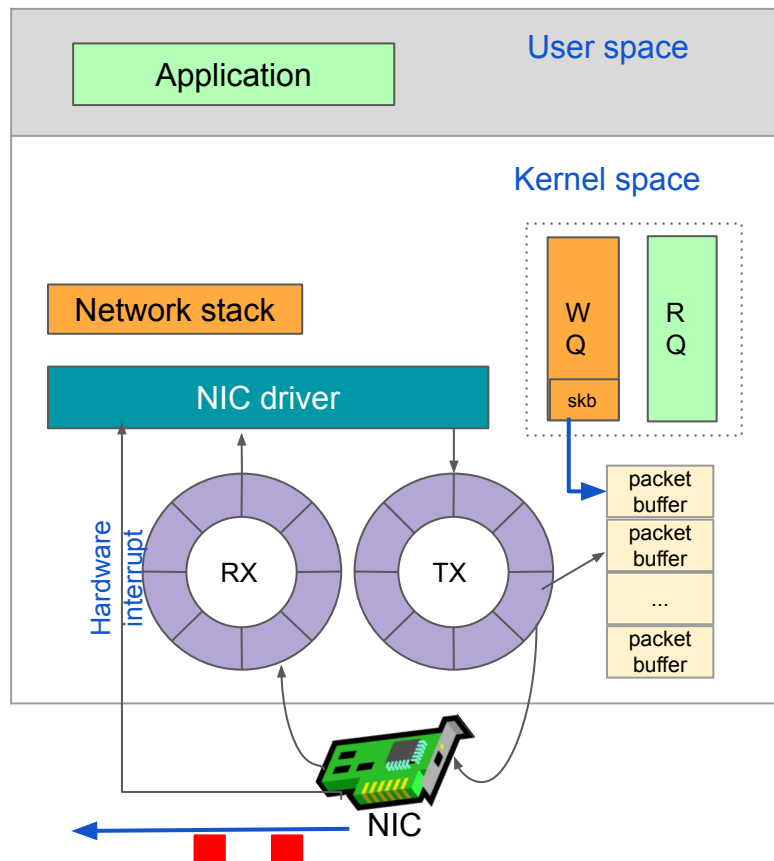 User space
Application
Kernel space
W
Q
R
Q
Network stack
NIC driver
skb
packet
buffer
packet
buffer
...
packet
buffer
Hardware
interrupt
RX
TX
NIC